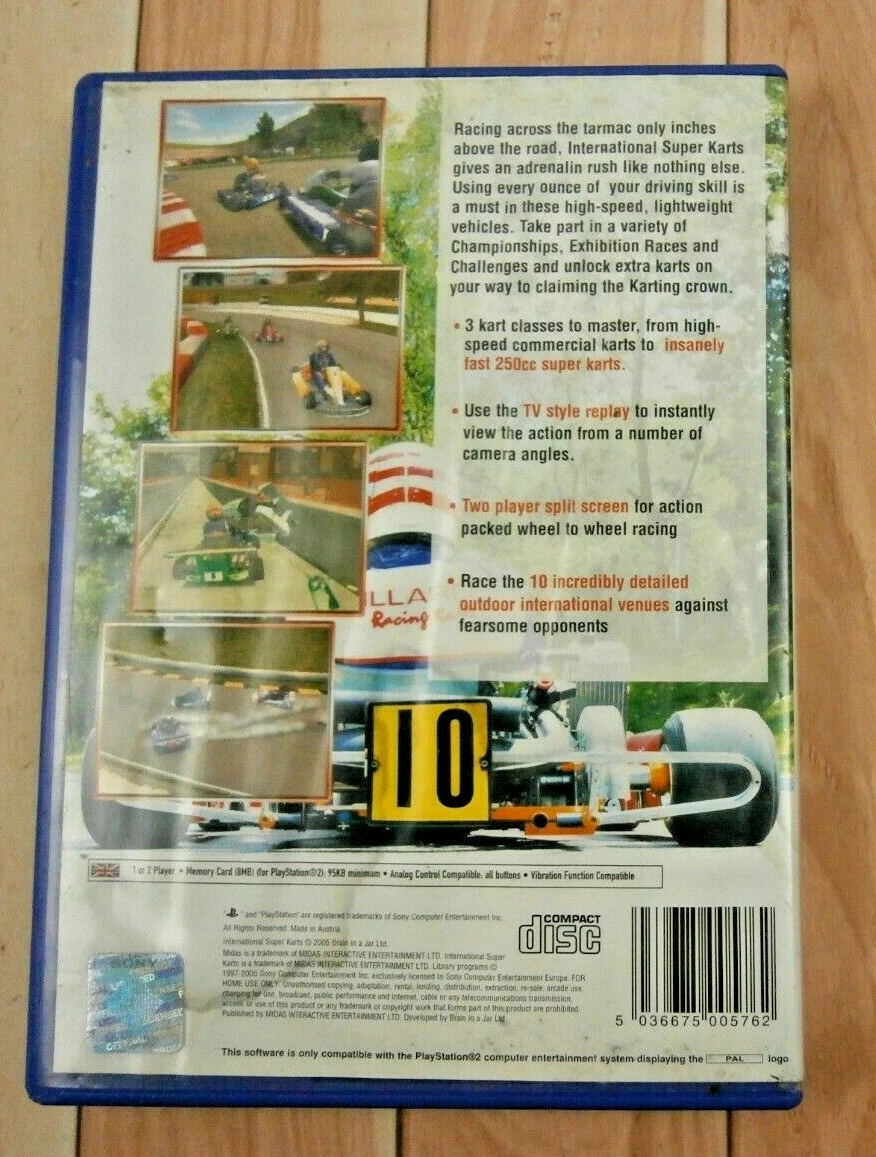 Racing across the tarmac only inches
above the road, International Super Karts
gives an adrenalin rush like nothing else.
Using every ounce of your driving skill is
a must in these high-speed, lightweight
vehicles. Take part in a variety of
Championships, Exhibition Races and
Challenges and unlock extra karts on
your way to claiming the Karting crown.
• 3 kart classes to master, from high-
speed commercial karts to insanely
fast 250cc super karts.
• Use the TV style replay to instantly
view the action from a number of
camera angles.
• Two player split screen for action
packed wheel to wheel racing
• Race the 10 incredibly detailed
outdoor international venues against
fearsome opponents
LLA
Racing
10
1 or 2 Player • Memory Card (8MB) (for PlayStation®2): 95KB minimum • Analog Control Compatible: all buttons • Vibration Function Compatible
" and "PlayStation" are registered trademarks of Sony Computer Entertainment Inc.
All Rights Reserved. Made in Austria.
International Super Karts © 2005 Brain in a Jar Ltd.
Midas is a trademark of MIDAS INTERACTIVE ENTERTAINMENT LTD. International Super
Karts is a trademark of MIDAS INTERACTIVE ENTERTAINMENT LTD. Library programs ©
1997-2005 Sony Computer Entertainment Inc. exclusively licensed to Sony Computer Entertainment Europe. FOR
HOME USE ONLY. Unauthorised copying, adaptation, rental, lending, distribution, extraction, re-sale, arcade use,
charging for use, broadcast, public performance and internet, cable or any telecommunications transmission,
access or use of this product or any trademark or copyright work that forms part of this product are prohibited.
Published by MIDAS INTERACTIVE ENTERTAINMENT LTD. Developed by Brain in a Jar Ltd.
COMPACT
disc
5 036675 005762
SONY
This software is only compatible with the PlayStation®2 computer entertainment system displaying the PAL logo